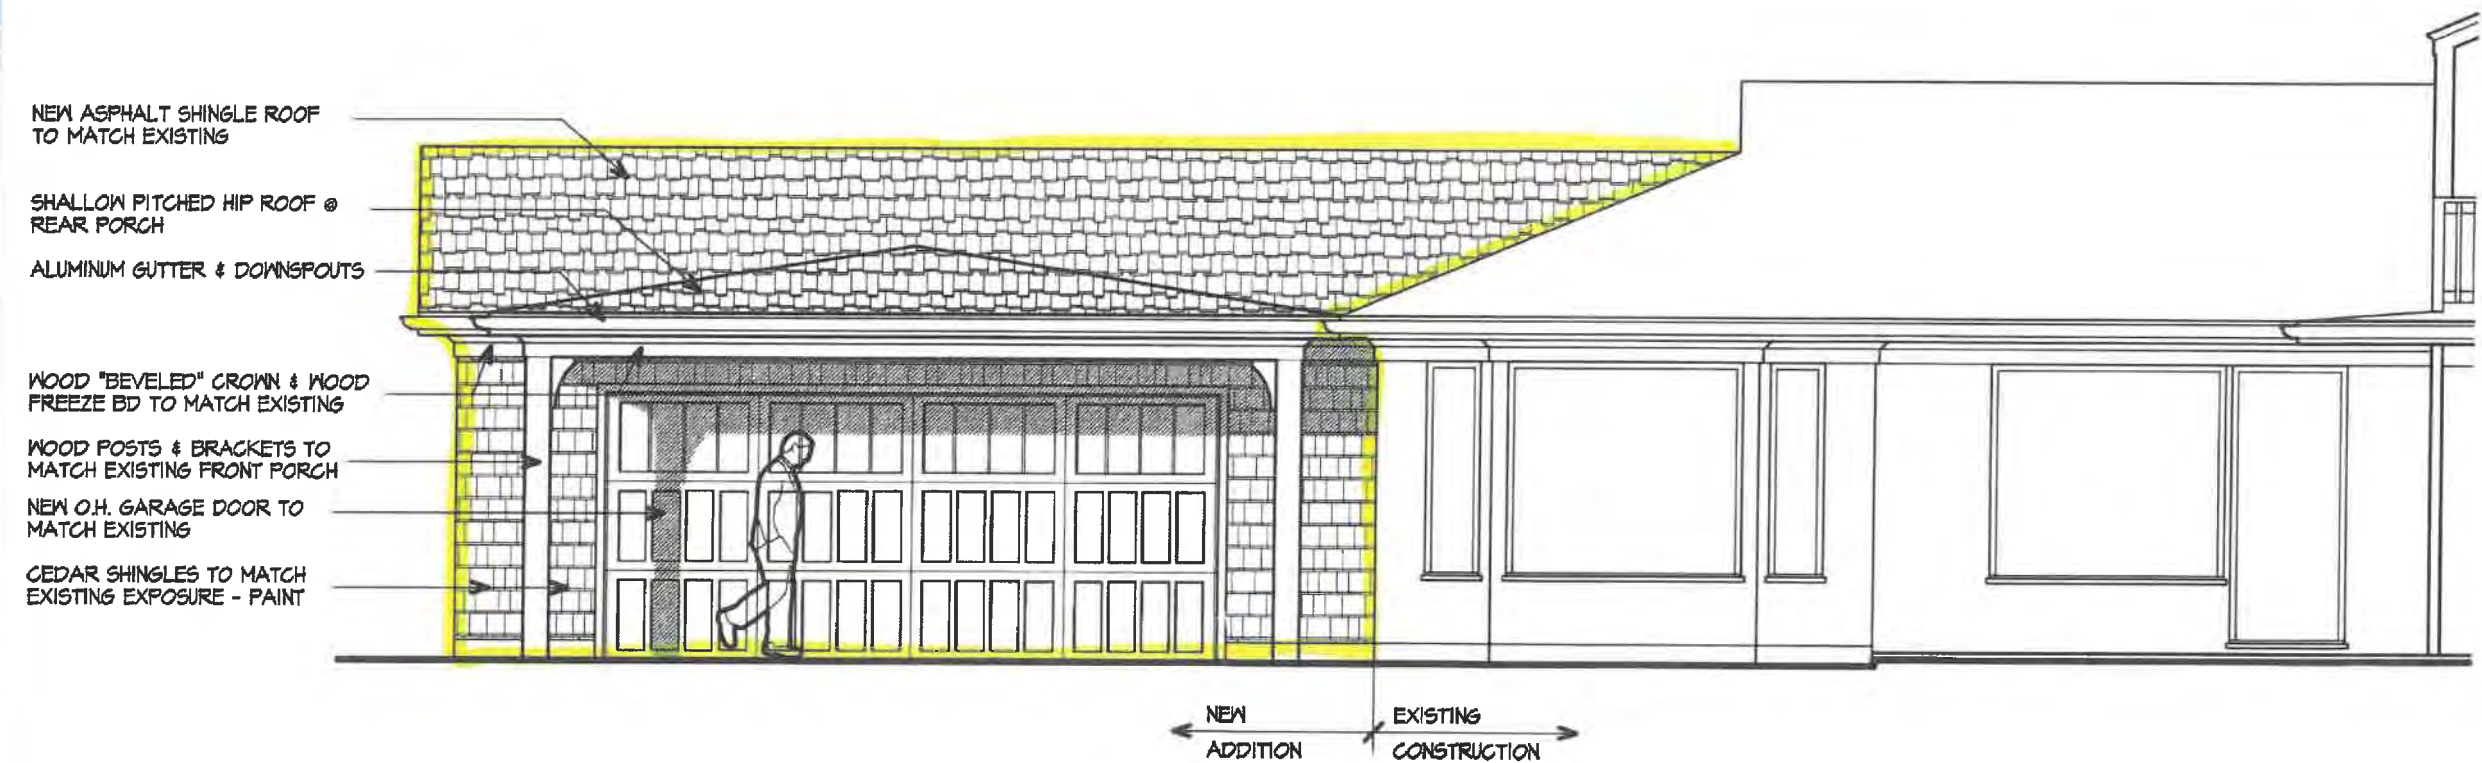 NEW ASPHALT SHINGLE ROOF
TO MATCH EXISTING
SHALLOW PITCHED HIP ROOF @
REAR PORCH
ALUMINUM GUTTER & DOWNSPOUTS
WOOD "BEVELED" CROWN & WOOD
FREEZE BD TO MATCH EXISTING
WOOD POSTS & BRACKETS TO
MATCH EXISTING FRONT PORCH
NEW O.H. GARAGE DOOR TO
MATCH EXISTING
CEDAR SHINGLES TO MATCH
EXISTING EXPOSURE - PAINT
NEW
ADDITION
EXISTING
CONSTRUCTION